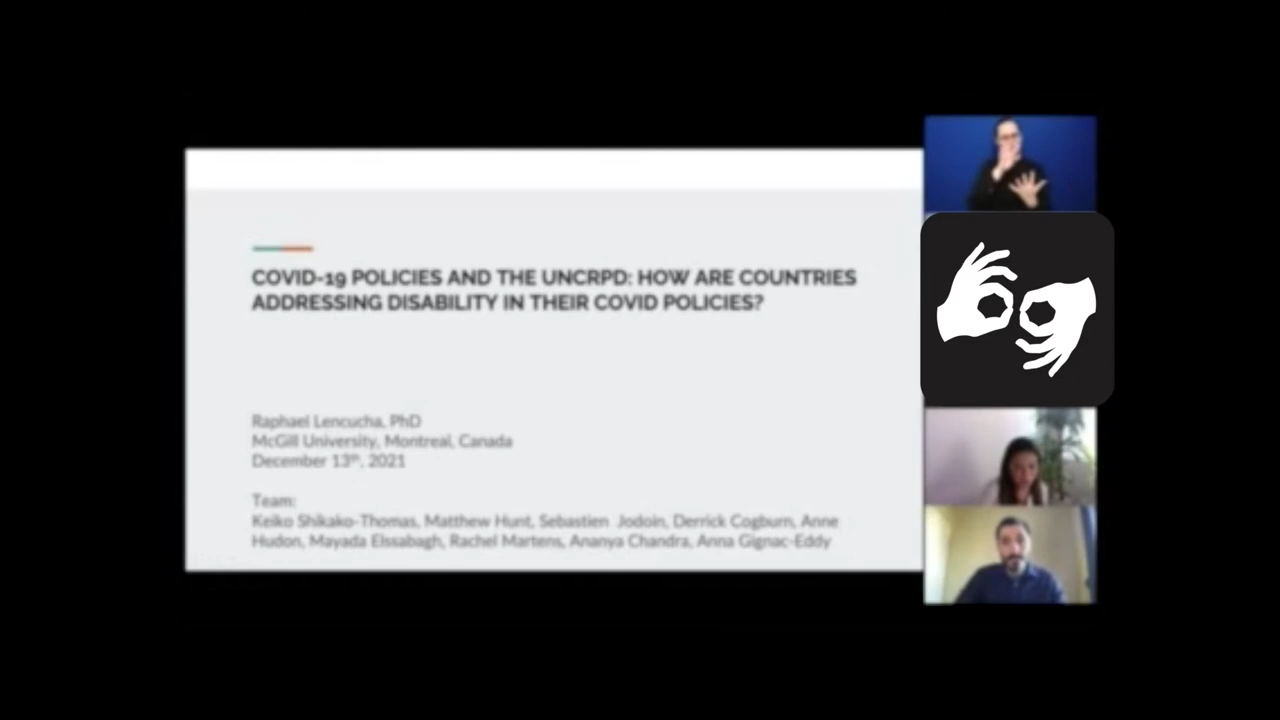 COVID-19 POLICIES AND THE UNCRPD: HOW ARE COUNTRIES
ADDRESSING DISABILITY IN THEIR COVID POLICIES?
Raphael Lencucha, PhD
McGill University, Montreal, Canada
December 13th, 2021
Team:
Keiko Shikako-Thomas, Matthew Hunt, Sebastien Jodoin, Derrick Cogburn, Anne
Hudon, Mayada Elssabagh, Rachel Martens, Ananya Chandra, Anna Gignac-Eddy